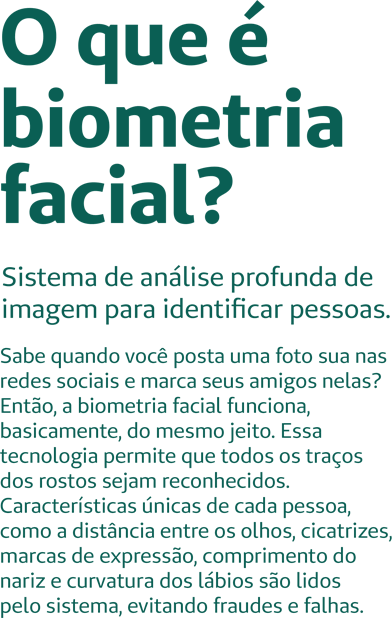 O que é
biometria
facial?
Sistema de análise profunda de
imagem para identificar pessoas.
Sabe quando você posta uma foto sua nas
redes sociais e marca seus amigos nelas?
Então, a biometria facial funciona,
basicamente, do mesmo jeito. Essa
tecnologia permite que todos os traços
dos rostos sejam reconhecidos.
Características únicas de cada pessoa,
como a distância entre os olhos, cicatrizes,
marcas de expressão, comprimento do
nariz e curvatura dos lábios são lidos
pelo sistema, evitando fraudes e falhas.